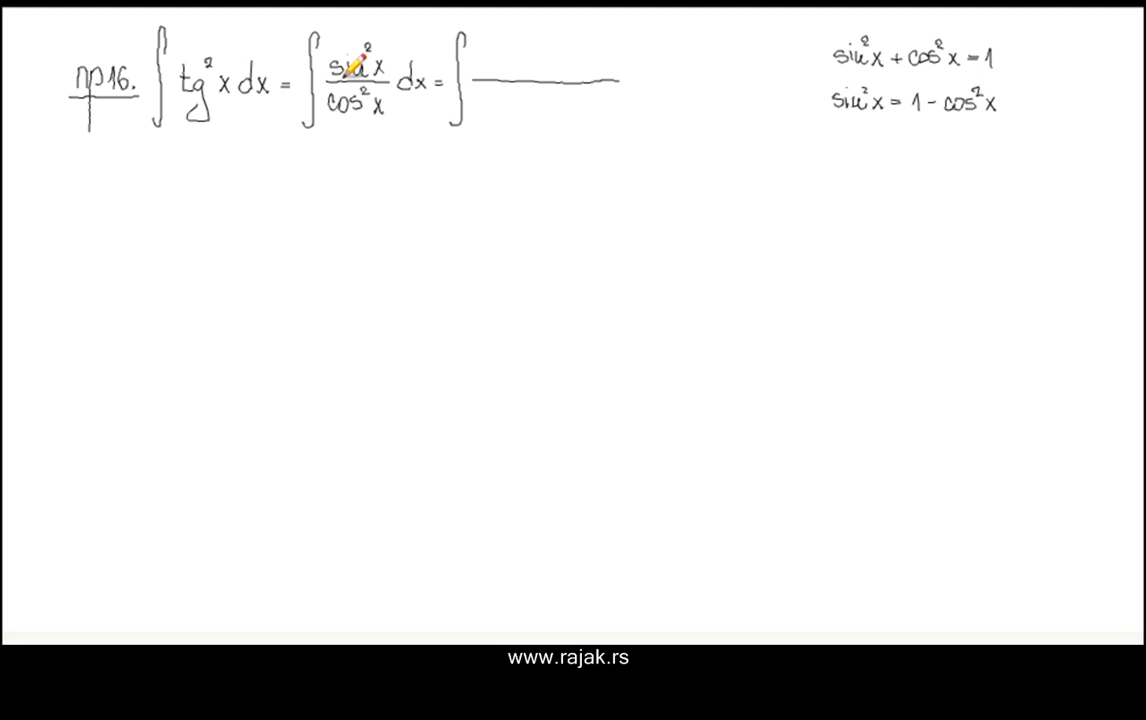 пр16. ∫ tg²x dx = ∫ sin²x / cos²x dx = ∫
sin²x + cos²x = 1
sin²x = 1 - cos²x
www.rajak.rs